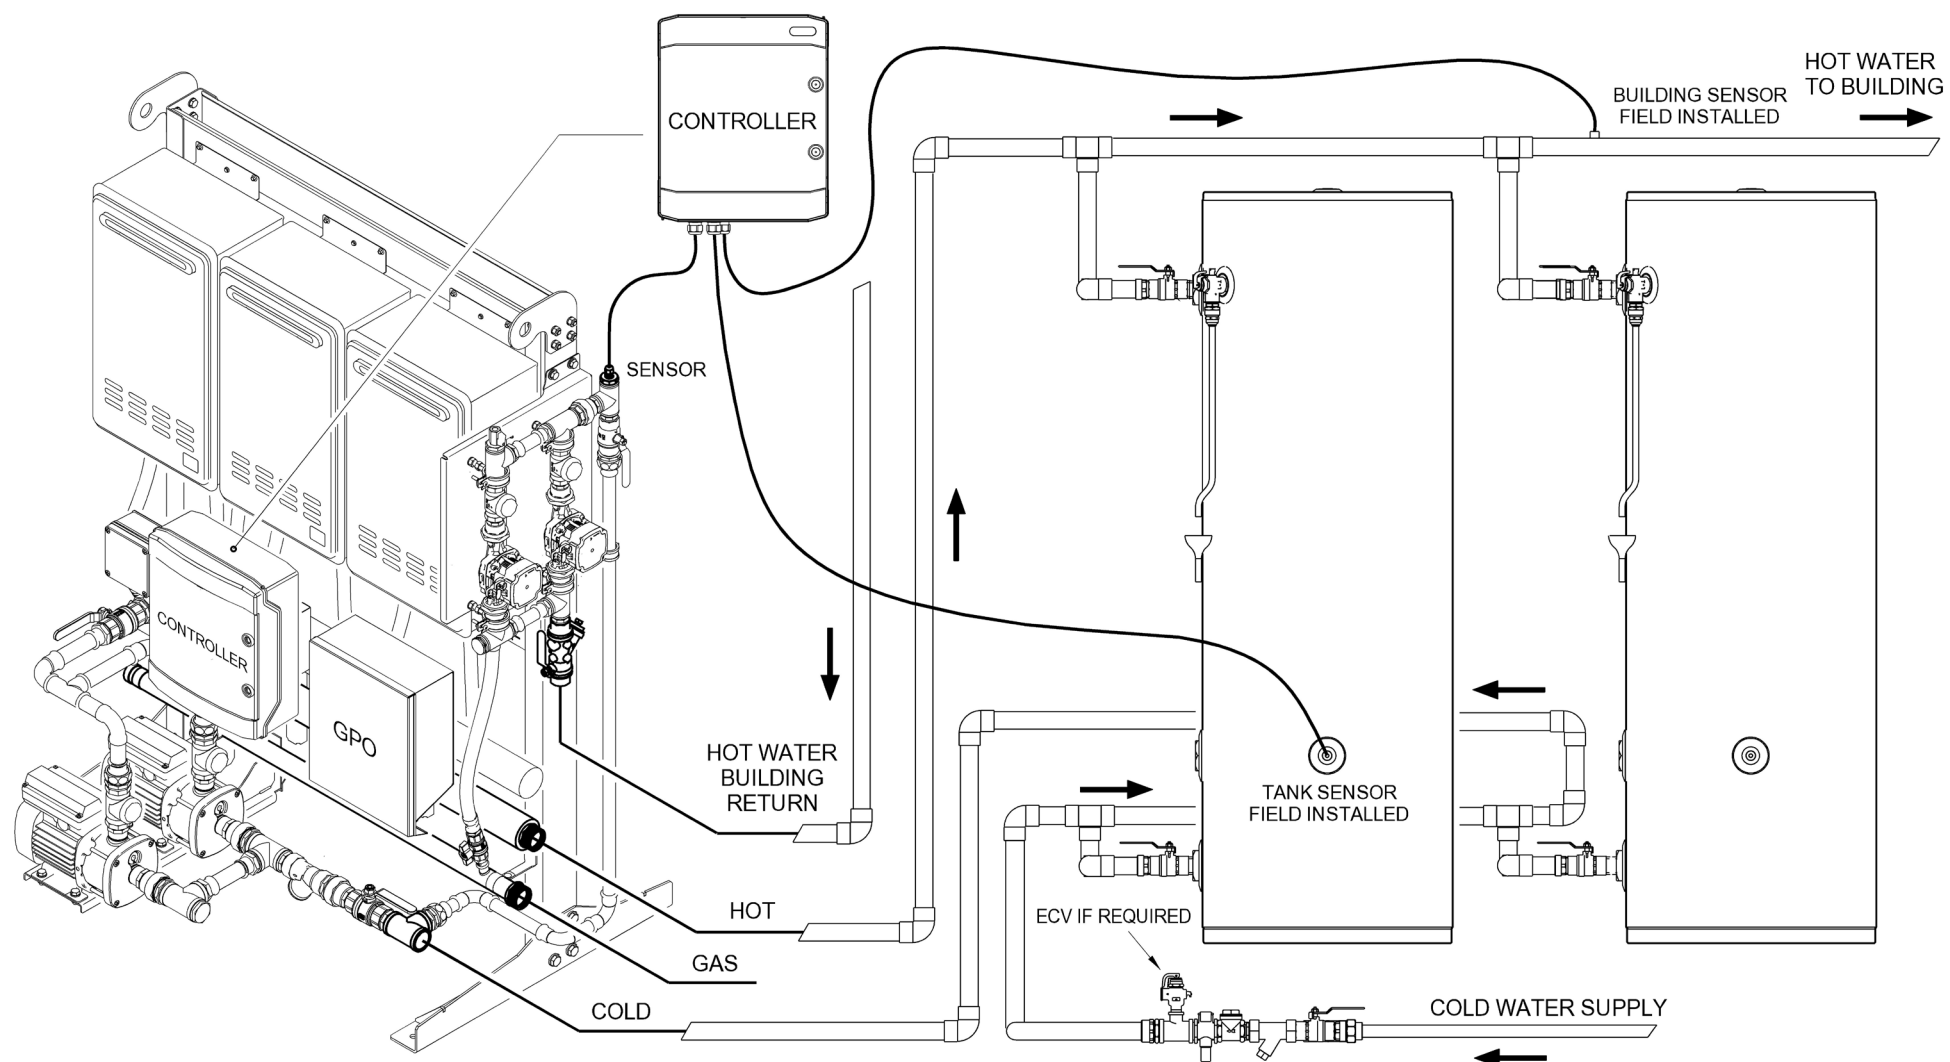 HOT WATER
TO BUILDING
BUILDING SENSOR
FIELD INSTALLED
CONTROLLER
SENSOR
CONTROLLER
GPO
HOT WATER
BUILDING
RETURN
TANK SENSOR
FIELD INSTALLED
HOT
ECV IF REQUIRED
GAS
COLD
COLD WATER SUPPLY